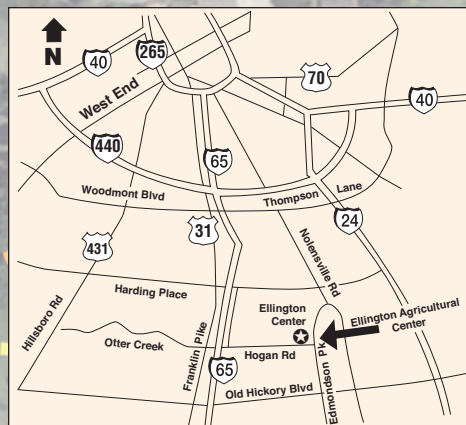 N
40
265
West End
70
40
440
65
Woodmont Blvd
Thompson Lane
31
24
431
Nolensville Rd
Harding Place
Hillsboro Rd
Franklin Pike
Ellington
Center
Ellington Agricultural
Center
Otter Creek
Hogan Rd
Edmondson Pk
65
Old Hickory Blvd